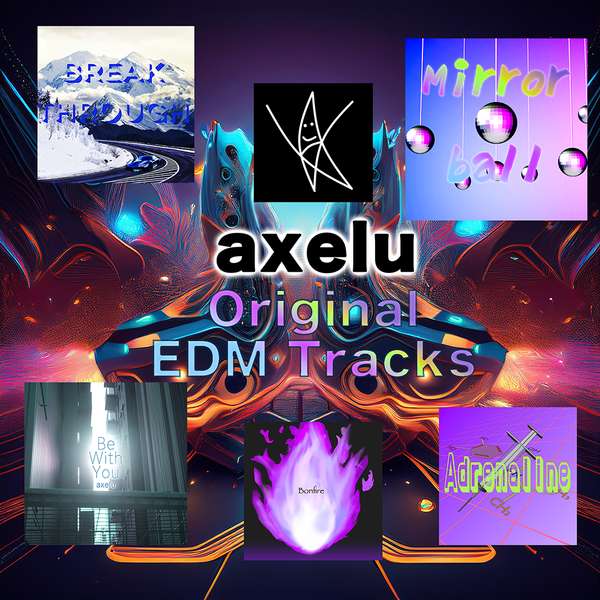 BREAK
THROUGH
Mirror
ball
axelu
Original
EDM Tracks
Be
With
You
axelu
Bonfire
Adrenaline